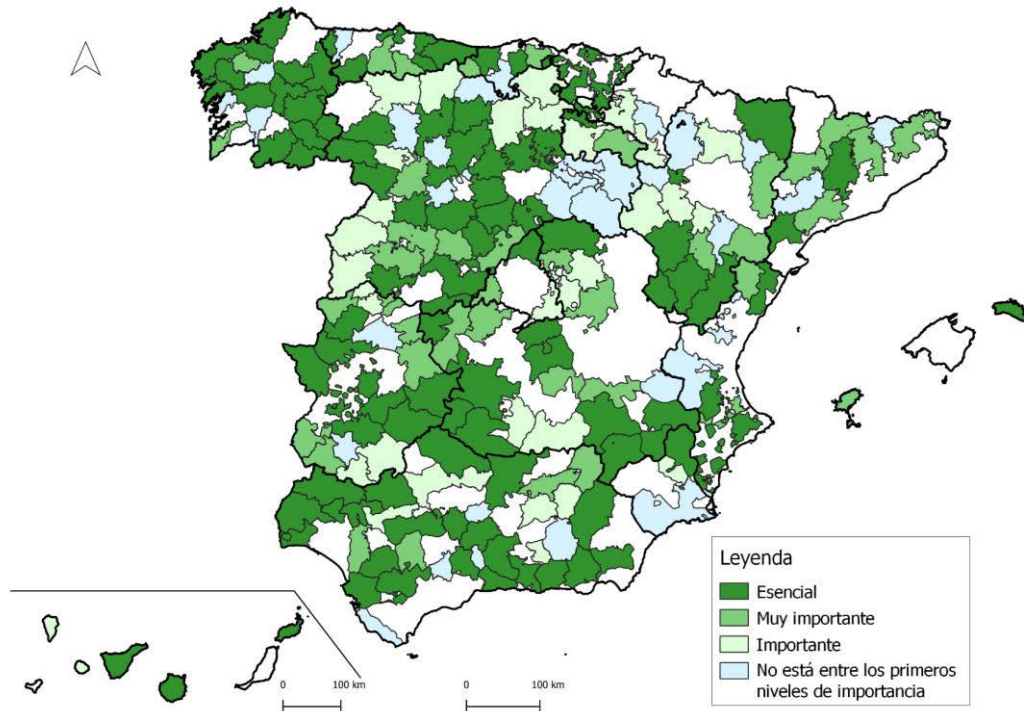 Leyenda
Esencial
Muy importante
Importante
No está entre los primeros
niveles de importancia
0 100 km
0 100 km